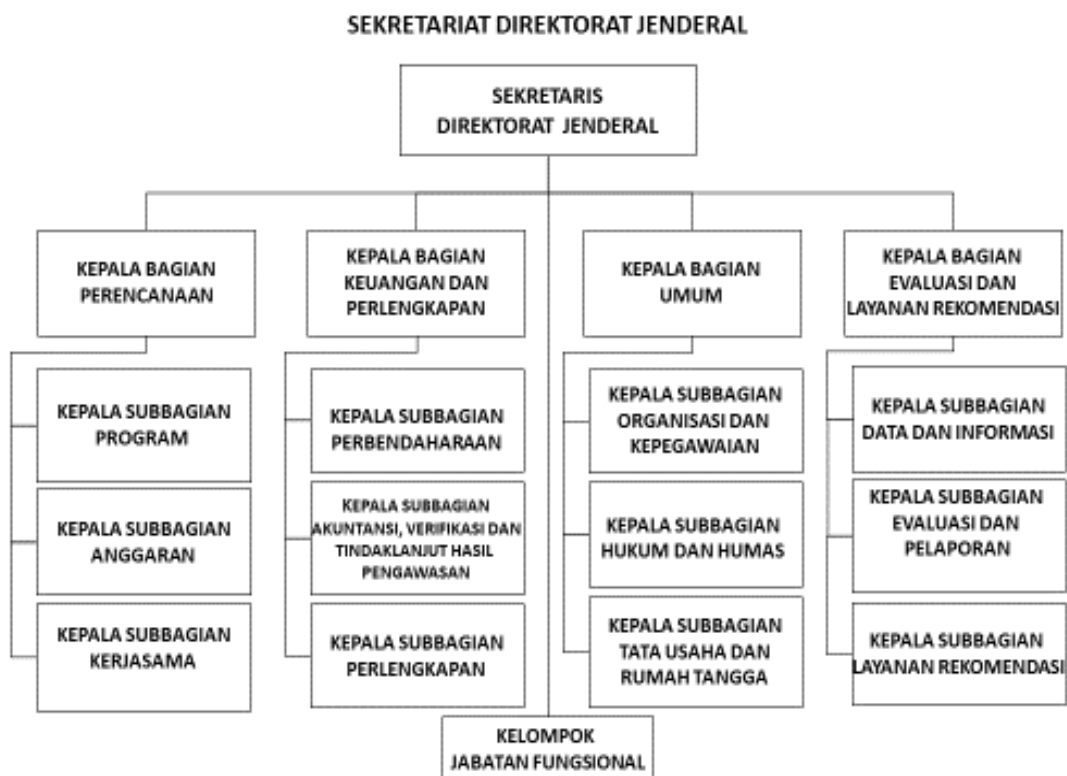 SEKRETARIAT DIREKTORAT JENDERAL
SEKRETARIS
DIREKTORAT JENDERAL
KEPALA BAGIAN
PERENCANAAN
KEPALA BAGIAN
KEUANGAN DAN
PERLENGKAPAN
KEPALA BAGIAN
UMUM
KEPALA BAGIAN
EVALUASI DAN
LAYANAN REKOMENDASI
KEPALA SUBBAGIAN
PROGRAM
KEPALA SUBBAGIAN
PERBENDAHARAAN
KEPALA SUBBAGIAN
ORGANISASI DAN
KEPEGAWAIAN
KEPALA SUBBAGIAN
DATA DAN INFORMASI
KEPALA SUBBAGIAN
ANGGARAN
KEPALA SUBBAGIAN
AKUNTANSI, VERIFIKASI DAN
TINDAKLANJUT HASIL
PENGAWASAN
KEPALA SUBBAGIAN
HUKUM DAN HUMAS
KEPALA SUBBAGIAN
EVALUASI DAN
PELAPORAN
KEPALA SUBBAGIAN
KERJASAMA
KEPALA SUBBAGIAN
PERLENGKAPAN
KEPALA SUBBAGIAN
TATA USAHA DAN
RUMAH TANGGA
KEPALA SUBBAGIAN
LAYANAN REKOMENDASI
KELOMPOK
JABATAN FUNGSIONAL